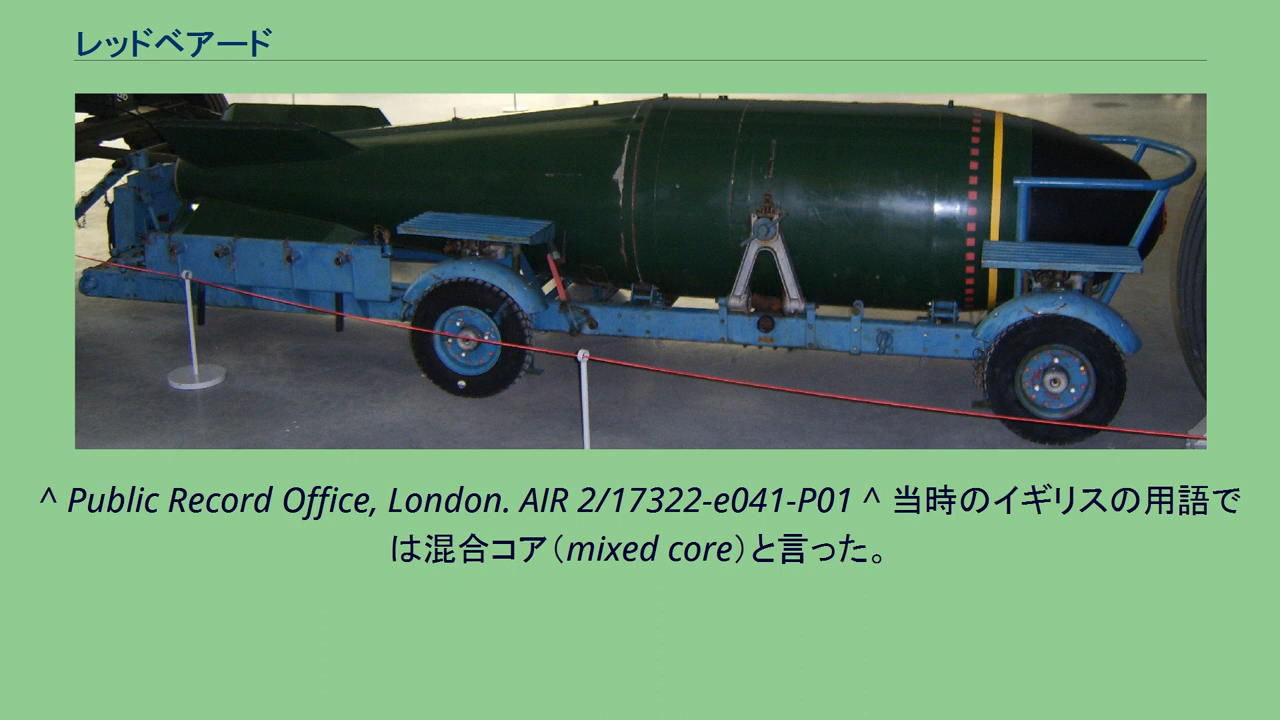 レッドベアード
^ Public Record Office, London. AIR 2/17322-e041-P01 ^ 当時のイギリスの用語で
は混合コア（mixed core）と言った。